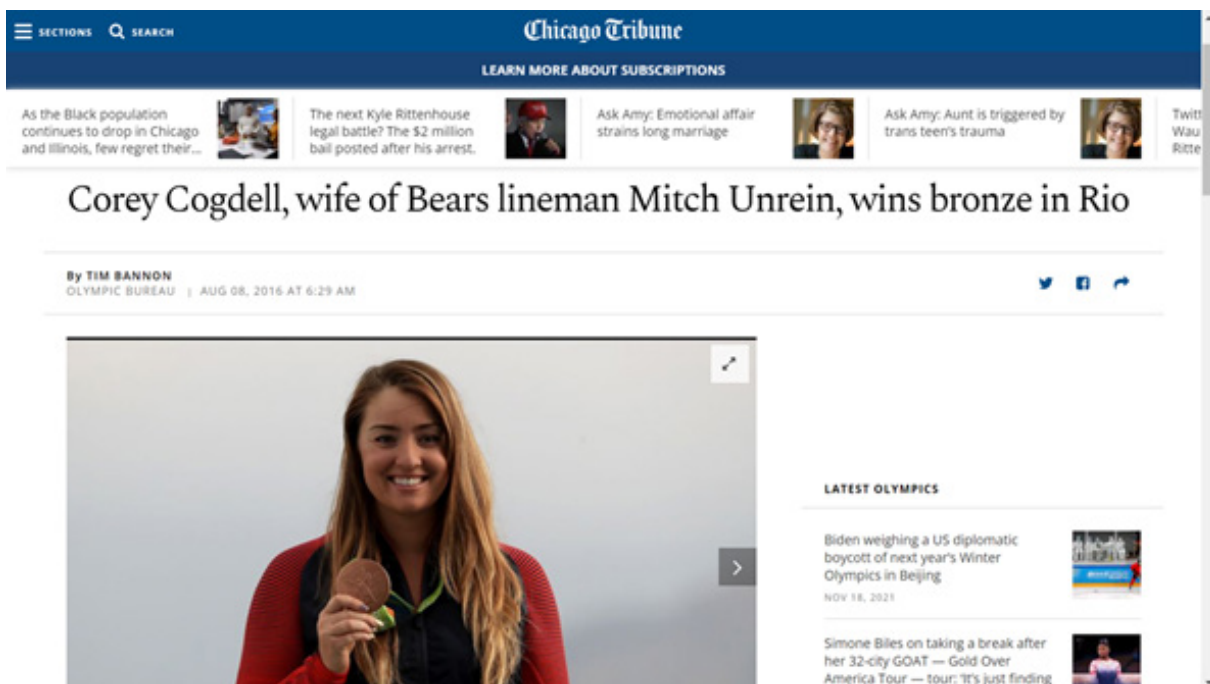 SECTIONS
SEARCH
Chicago Tribune
LEARN MORE ABOUT SUBSCRIPTIONS
As the Black population
continues to drop in Chicago
and Illinois, few regret their...
The next Kyle Rittenhouse
legal battle? The $2 million
bail posted after his arrest.
Ask Amy: Emotional affair
strains long marriage
Ask Amy: Aunt is triggered by
trans teen's trauma
Twitt
Wau
Ritte
Corey Cogdell, wife of Bears lineman Mitch Unrein, wins bronze in Rio
By TIM BANNON
OLYMPIC BUREAU | AUG 08, 2016 AT 6:29 AM
LATEST OLYMPICS
Biden weighing a US diplomatic
boycott of next year's Winter
Olympics in Beijing
NOV 18, 2021
Simone Biles on taking a break after
her 32-city GOAT — Gold Over
America Tour — tour: 'It's just finding